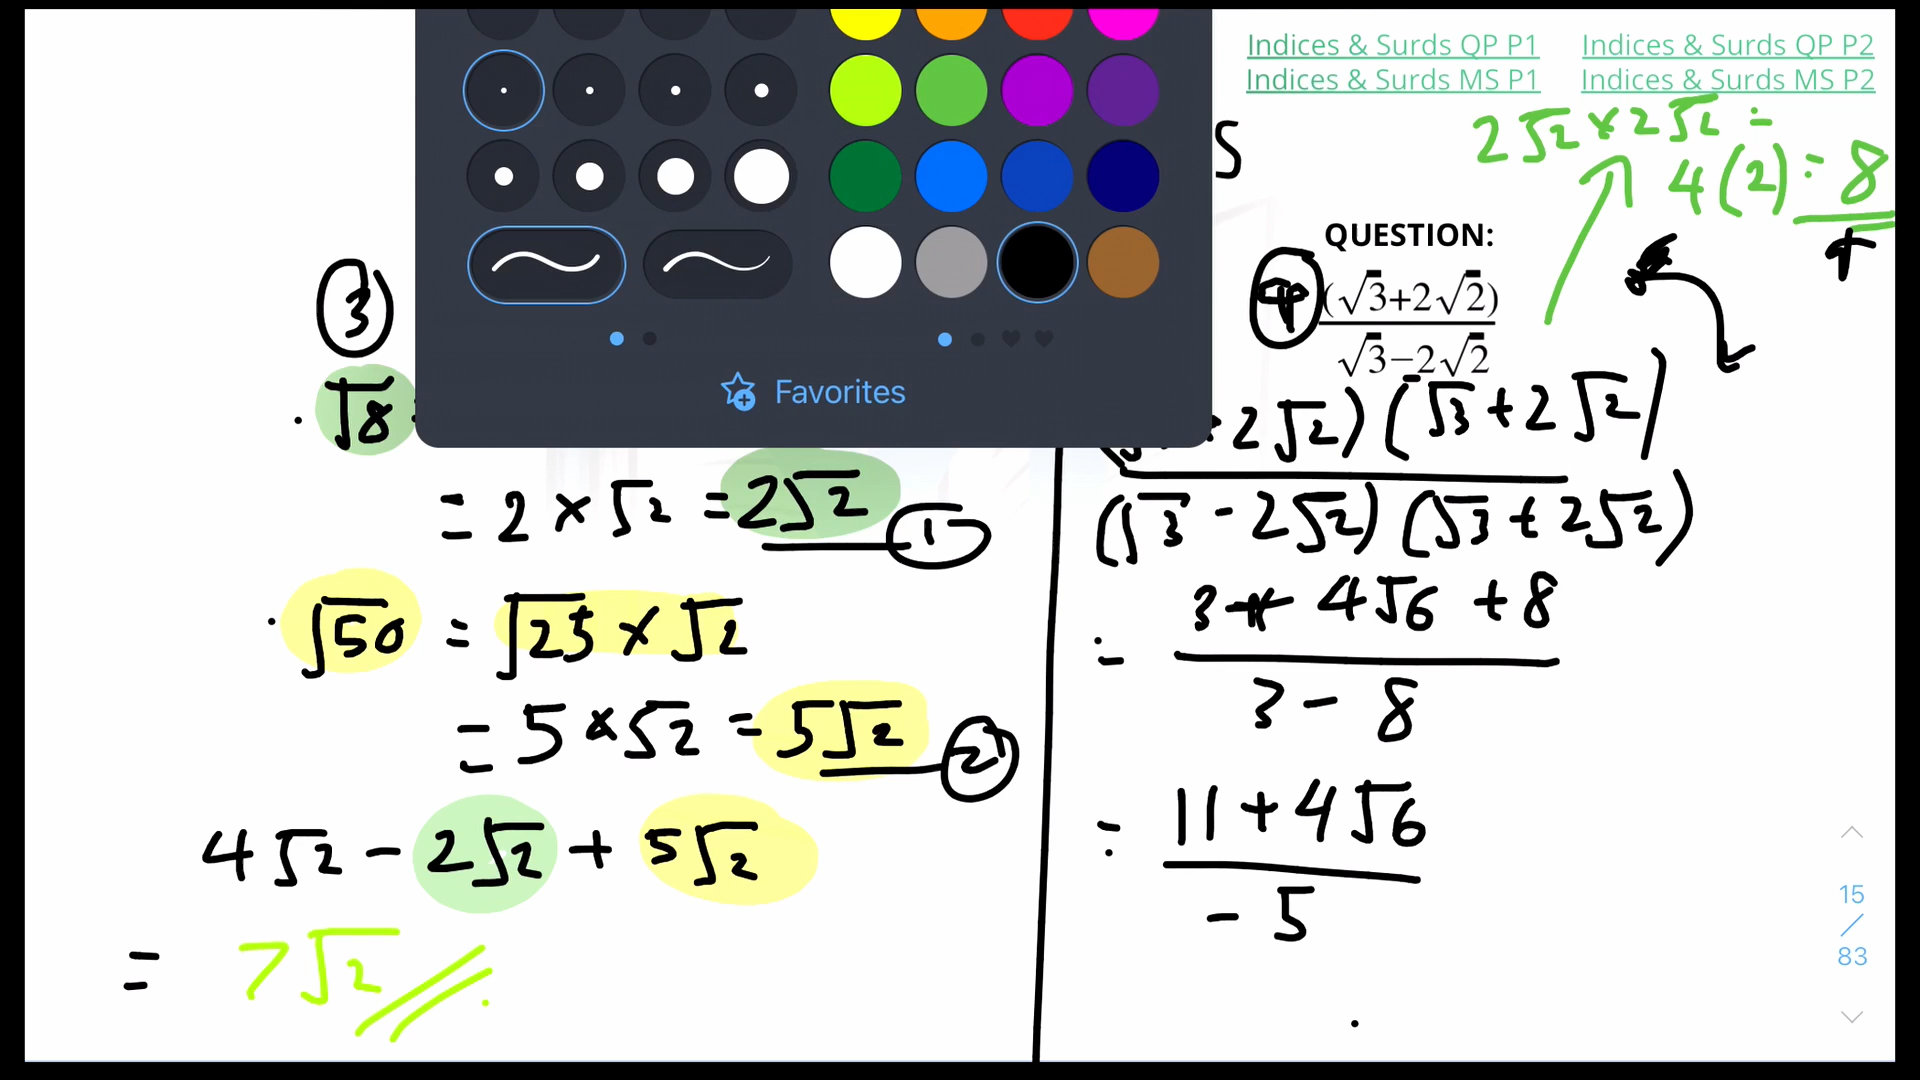 Indices & Surds QP P1
Indices & Surds QP P2
Indices & Surds MS P1
Indices & Surds MS P2
S
2√2 × 2√2 =
4(2) = 8
QUESTION:
③
④
(√3+2√2)
√3−2√2
Favorites
√8
+ 2√2) (√3 + 2√2)
(√3 - 2√2) (√3 + 2√2)
= 2 × √2 = 2√2 ①
√50 = √25 × √2
= 5 × √2 = 5√2 ②
= 3 + 4√6 + 8
3 - 8
4√2 - 2√2 + 5√2
= 7√2
= 11 + 4√6
- 5
15
/
83